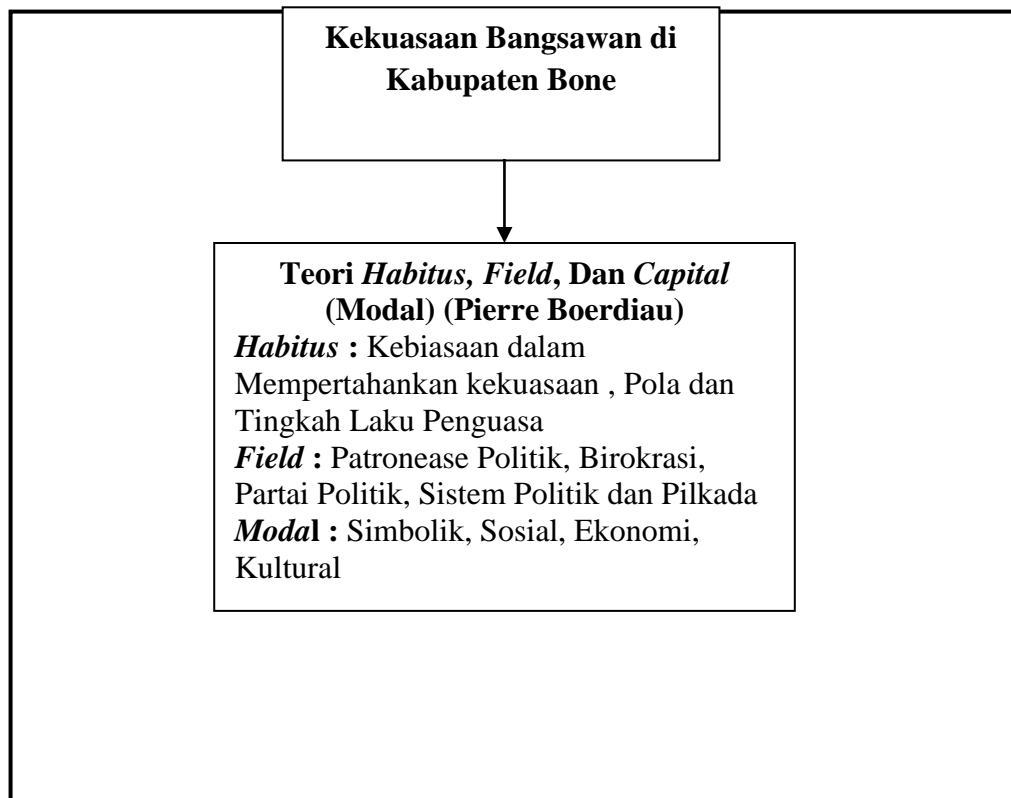 Kekuasaan Bangsawan di
Kabupaten Bone
Teori Habitus, Field, Dan Capital
(Modal) (Pierre Boerdiau)
Habitus : Kebiasaan dalam
Mempertahankan kekuasaan , Pola dan
Tingkah Laku Penguasa
Field : Patronease Politik, Birokrasi,
Partai Politik, Sistem Politik dan Pilkada
Modal : Simbolik, Sosial, Ekonomi,
Kultural